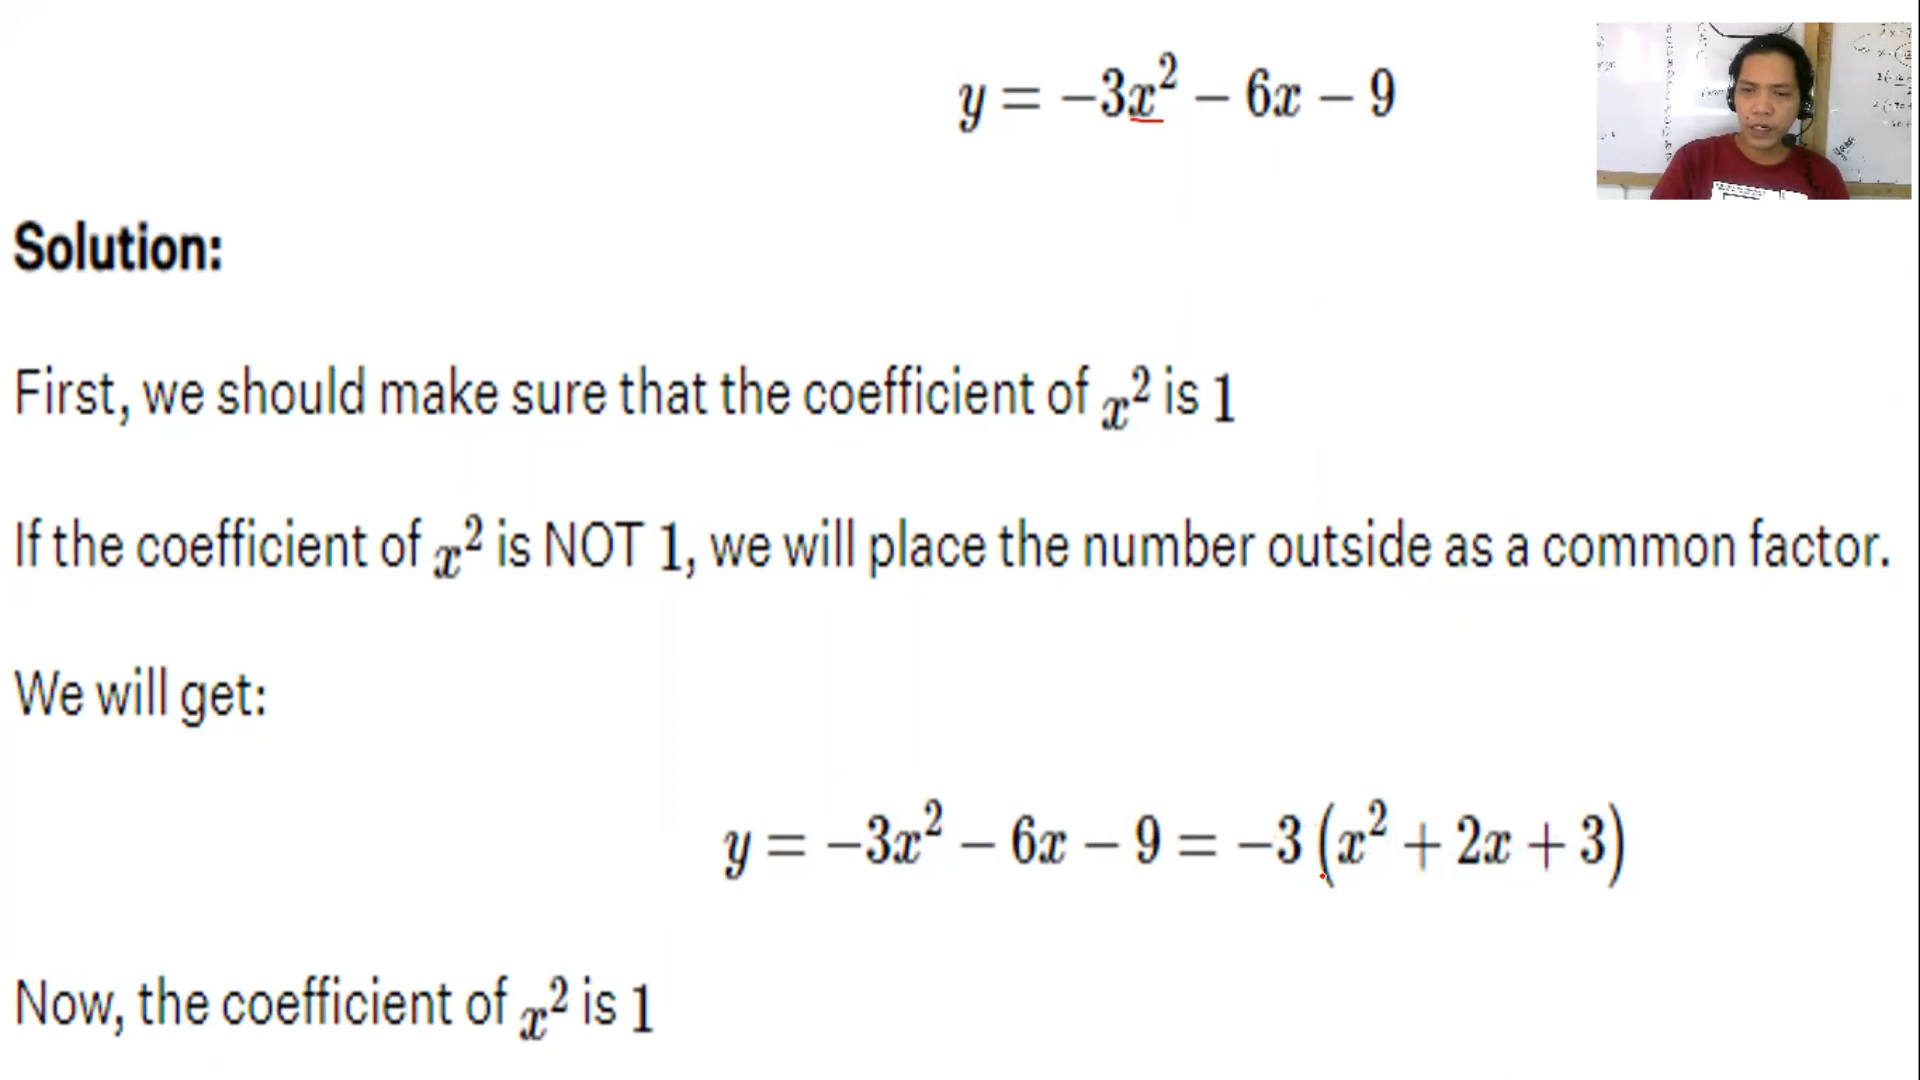 y = −3x² − 6x − 9
Solution:
First, we should make sure that the coefficient of x² is 1
If the coefficient of x² is NOT 1, we will place the number outside as a common factor.
We will get:
y = −3x² − 6x − 9 = −3(x² + 2x + 3)
Now, the coefficient of x² is 1